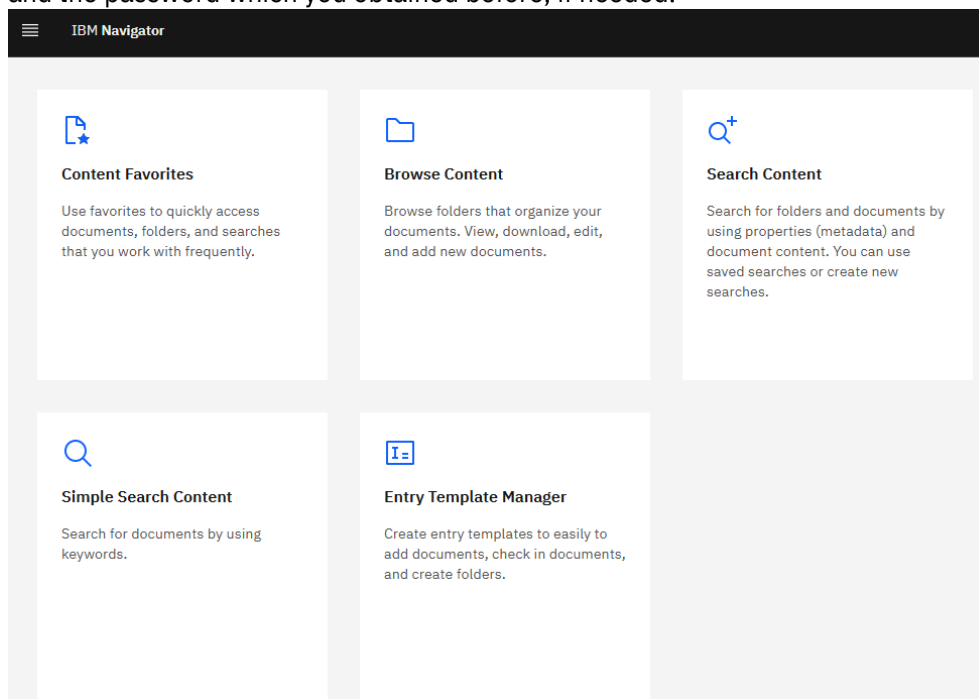 and the password which you obtained before, if needed.
IBM Navigator
Content Favorites
Use favorites to quickly access
documents, folders, and searches
that you work with frequently.
Browse Content
Browse folders that organize your
documents. View, download, edit,
and add new documents.
Search Content
Search for folders and documents by
using properties (metadata) and
document content. You can use
saved searches or create new
searches.
Simple Search Content
Search for documents by using
keywords.
Entry Template Manager
Create entry templates to easily to
add documents, check in documents,
and create folders.